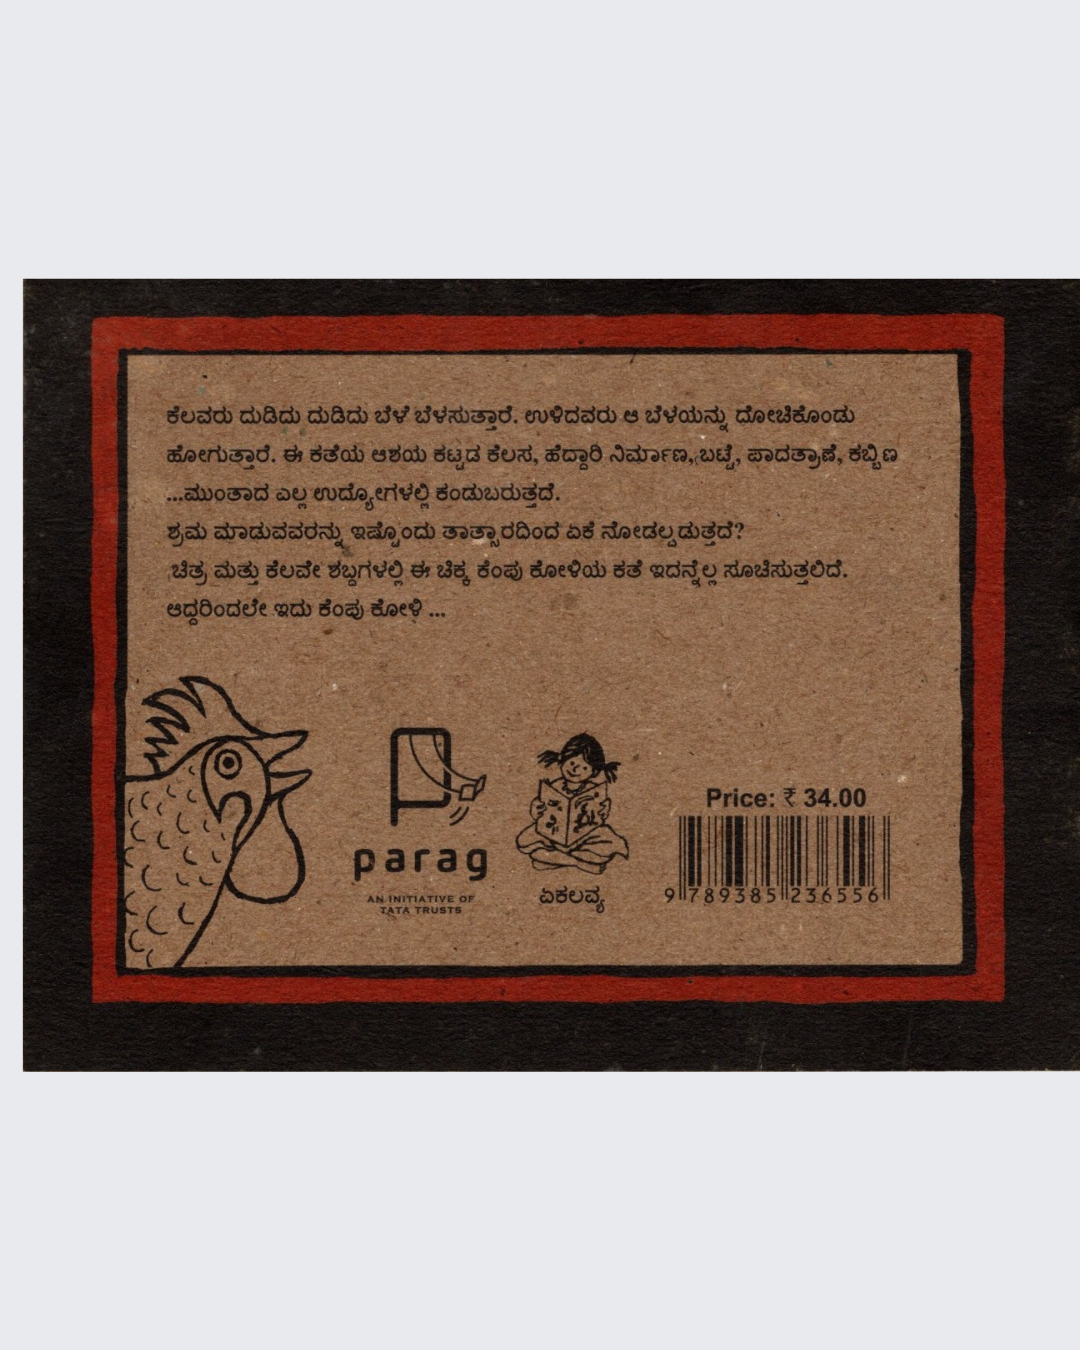 ಕೆಲವರು ದುಡಿದು ದುಡಿದು ಬೆಳೆ ಬೆಳಸುತ್ತಾರೆ. ಉಳಿದವರು ಆ ಬೆಳೆಯನ್ನು ದೋಚಿಕೊಂಡು
ಹೋಗುತ್ತಾರೆ. ಈ ಕತೆಯ ಆಶಯ ಕಟ್ಟಡ ಕೆಲಸ, ಹೆದ್ದಾರಿ ನಿರ್ಮಾಣ, ಬಟ್ಟೆ, ಪಾದತ್ರಾಣೆ, ಕಬ್ಬಿಣ
...ಮುಂತಾದ ಎಲ್ಲ ಉದ್ಯೋಗಳಲ್ಲಿ ಕಂಡುಬರುತ್ತದೆ.
ಶ್ರಮ ಮಾಡುವವರನ್ನು ಇಷ್ಟೊಂದು ತಾತ್ಸಾರದಿಂದ ಏಕೆ ನೋಡಲ್ಪಡುತ್ತದೆ?
ಚಿತ್ರ ಮತ್ತು ಕೆಲವೇ ಶಬ್ದಗಳಲ್ಲಿ ಈ ಚಿಕ್ಕ ಕೆಂಪು ಕೋಳಿಯ ಕತೆ ಇದನ್ನೆಲ್ಲ ಸೂಚಿಸುತ್ತಲಿದೆ.
ಆದ್ದರಿಂದಲೇ ಇದು ಕೆಂಪು ಕೋಳಿ ...
parag
AN INITIATIVE OF
TATA TRUSTS
ಏಕಲವ್ಯ
Price: ₹ 34.00
9 789385 236556